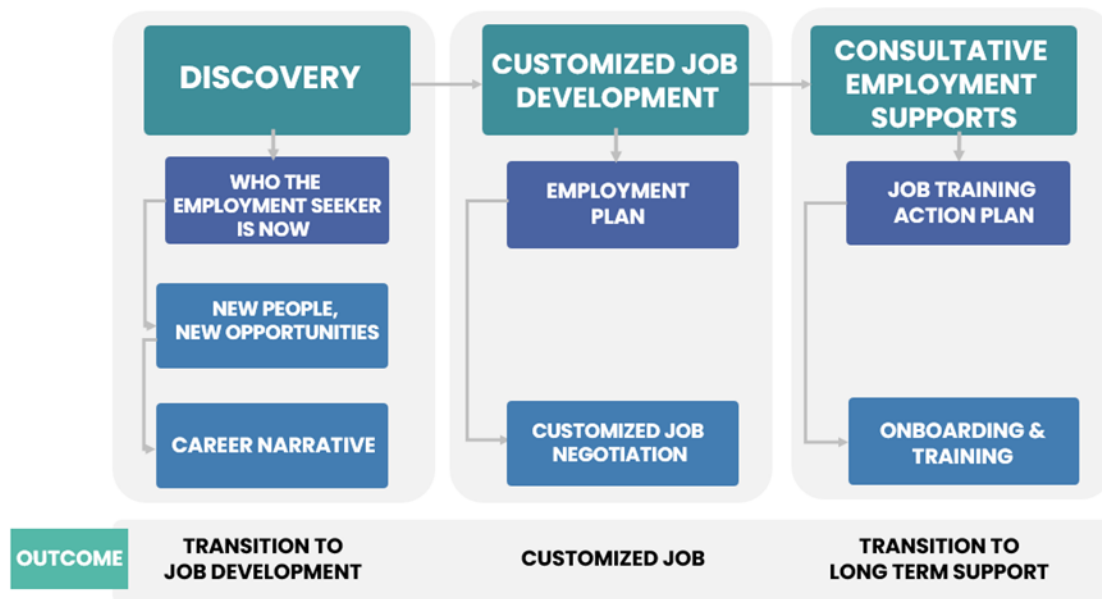 DISCOVERY
WHO THE
EMPLOYMENT SEEKER
IS NOW
NEW PEOPLE,
NEW OPPORTUNITIES
CAREER NARRATIVE
CUSTOMIZED JOB
DEVELOPMENT
EMPLOYMENT
PLAN
CUSTOMIZED JOB
NEGOTIATION
CONSULTATIVE
EMPLOYMENT
SUPPORTS
JOB TRAINING
ACTION PLAN
ONBOARDING &
TRAINING
OUTCOME
TRANSITION TO
JOB DEVELOPMENT
CUSTOMIZED JOB
TRANSITION TO
LONG TERM SUPPORT